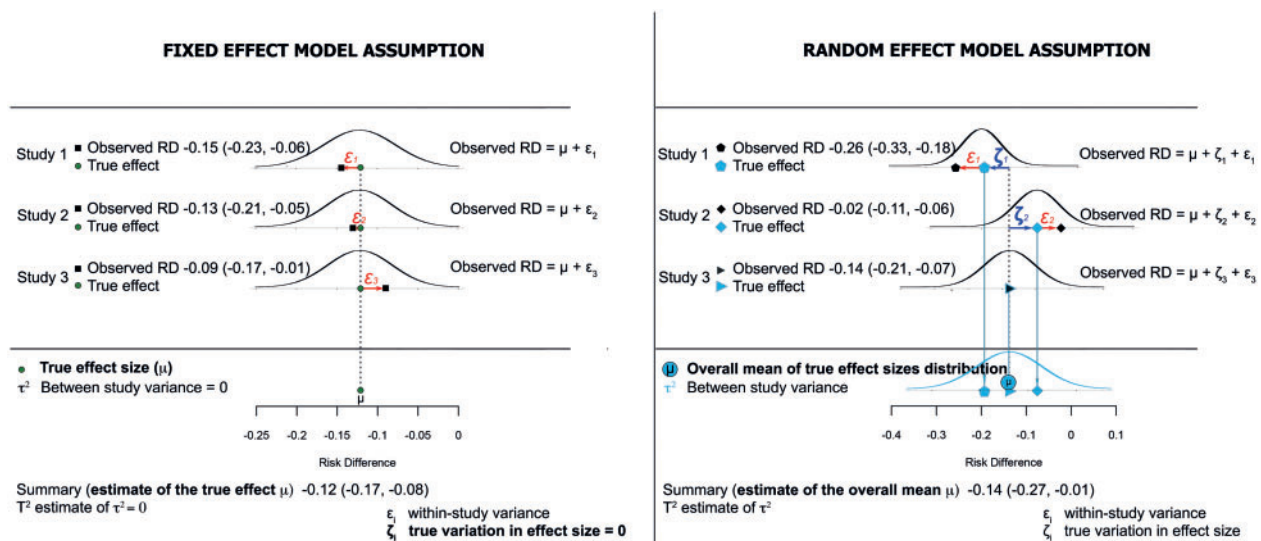 FIXED EFFECT MODEL ASSUMPTION
Study 1
Observed RD -0.15 (-0.23, -0.06)
True effect
ε1
Observed RD = μ + ε1
Study 2
Observed RD -0.13 (-0.21, -0.05)
True effect
ε2
Observed RD = μ + ε2
Study 3
Observed RD -0.09 (-0.17, -0.01)
True effect
ε3
Observed RD = μ + ε3
True effect size (μ)
τ² Between study variance = 0
μ
-0.25 -0.2 -0.15 -0.1 -0.05 0
Risk Difference
Summary (estimate of the true effect μ) -0.12 (-0.17, -0.08)
T² estimate of τ² = 0
εi within-study variance
ζi true variation in effect size = 0
RANDOM EFFECT MODEL ASSUMPTION
Study 1
Observed RD -0.26 (-0.33, -0.18)
True effect
ε1 ζ1
Observed RD = μ + ζ1 + ε1
Study 2
Observed RD -0.02 (-0.11, -0.06)
True effect
ζ2 ε2
Observed RD = μ + ζ2 + ε2
Study 3
Observed RD -0.14 (-0.21, -0.07)
True effect
Observed RD = μ + ζ3 + ε3
μ Overall mean of true effect sizes distribution
τ² Between study variance
μ
-0.4 -0.3 -0.2 -0.1 0 0.1
Risk Difference
Summary (estimate of the overall mean μ) -0.14 (-0.27, -0.01)
T² estimate of τ²
εi within-study variance
ζi true variation in effect size